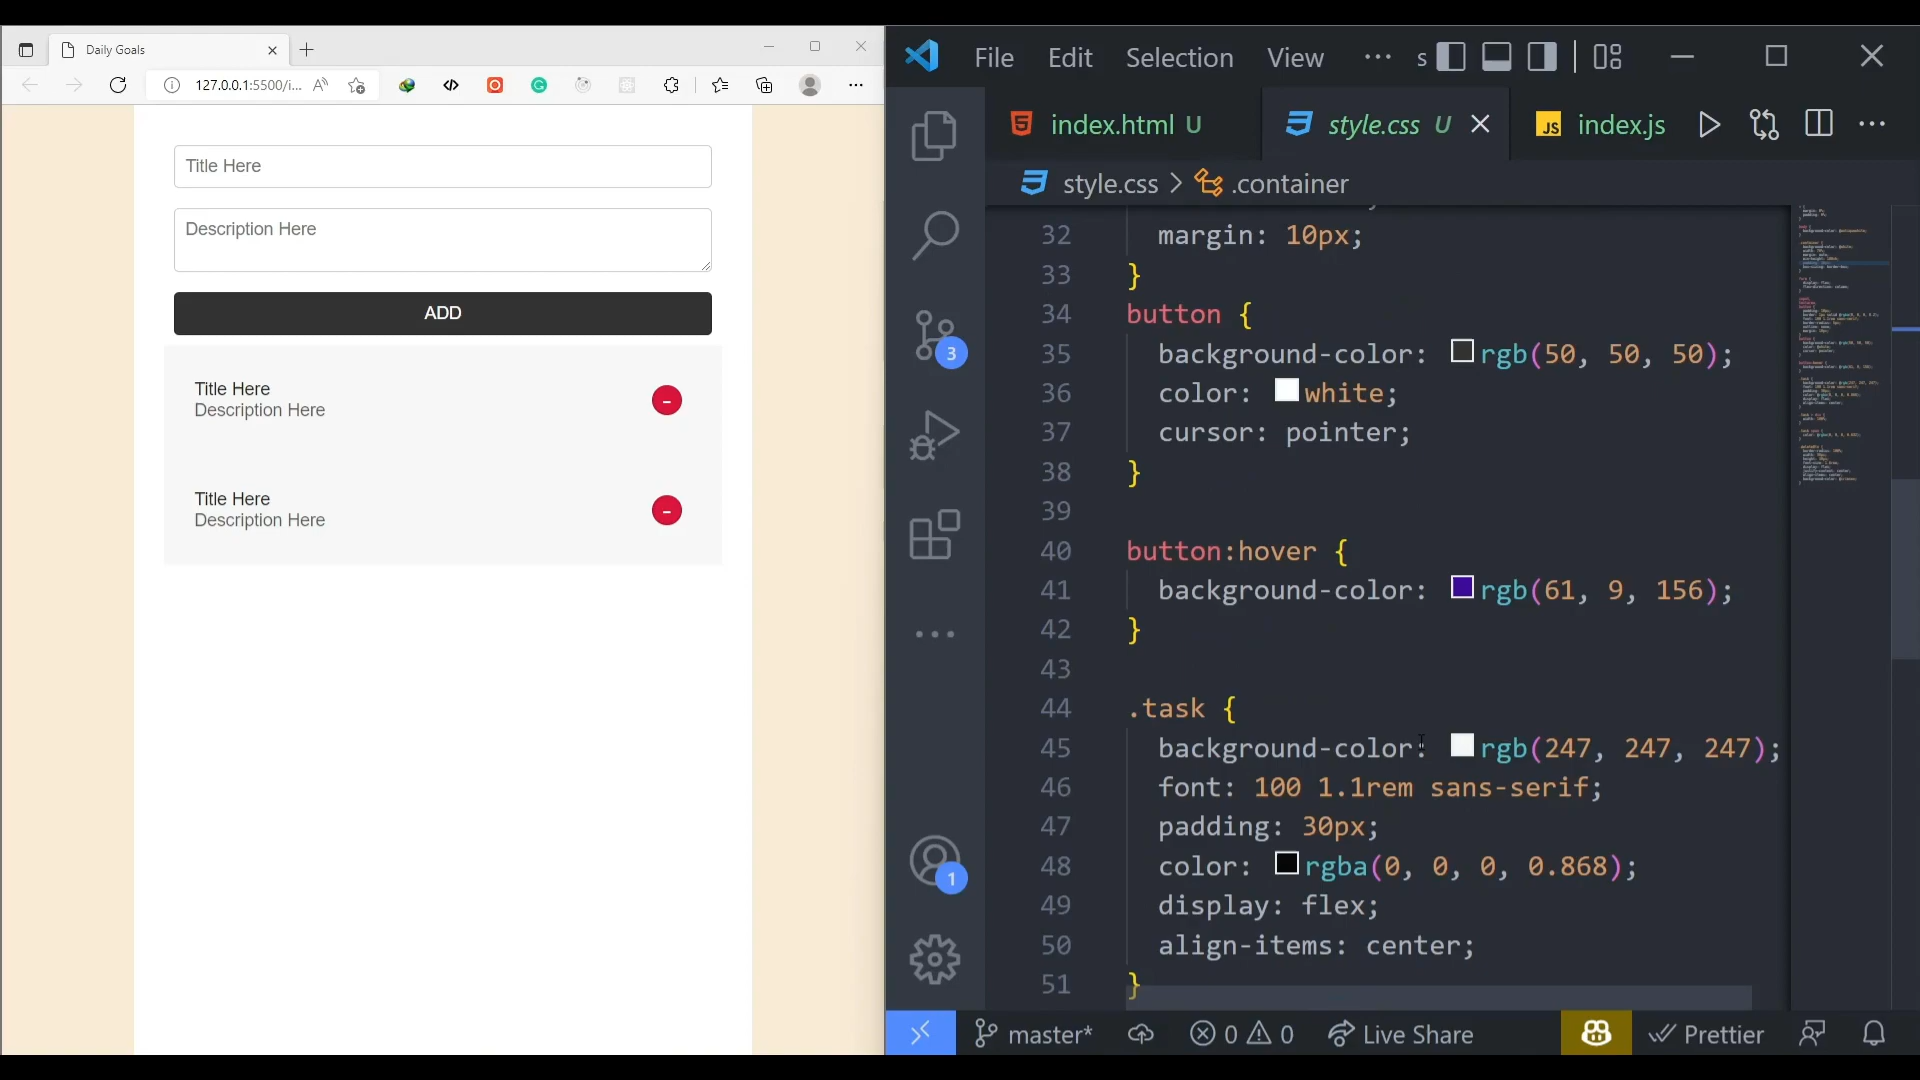 Daily Goals
127.0.0.1:5500/i...
Title Here
Description Here
ADD
Title Here
Description Here
-
Title Here
Description Here
-
File Edit Selection View ... s
index.html U
style.css U
index.js
style.css > .container
32 margin: 10px;
33 }
34 button {
35 background-color: rgb(50, 50, 50);
36 color: white;
37 cursor: pointer;
38 }
39
40 button:hover {
41 background-color: rgb(61, 9, 156);
42 }
43
44 .task {
45 background-color: rgb(247, 247, 247);
46 font: 100 1.1rem sans-serif;
47 padding: 30px;
48 color: rgba(0, 0, 0, 0.868);
49 display: flex;
50 align-items: center;
51 }
3
1
master* 0 0 Live Share Prettier